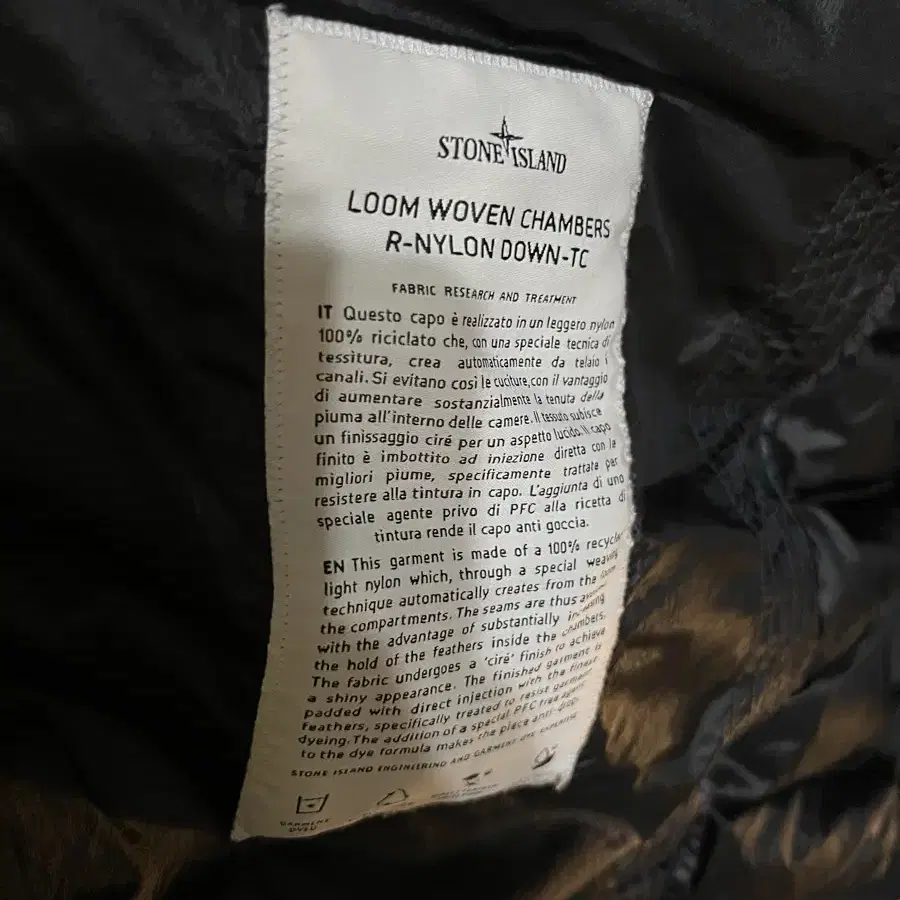 STONE ISLAND
LOOM WOVEN CHAMBERS
R-NYLON DOWN-TC
FABRIC RESEARCH AND TREATMENT
IT Questo capo è realizzato in un leggero nylon
100% riciclato che, con una speciale tecnica di
tessitura, crea automaticamente da telaio i
canali. Si evitano così le cuciture, con il vantaggio
di aumentare sostanzialmente la tenuta della
piuma all'interno delle camere. Il tessuto subisce
un finissaggio ciré per un aspetto lucido. Il capo
finito è imbottito ad iniezione diretta con le
migliori piume, specificamente trattate per
resistere alla tintura in capo. L'aggiunta di uno
speciale agente privo di PFC alla ricetta di
tintura rende il capo anti goccia.
EN This garment is made of a 100% recycled
light nylon which, through a special weaving
technique automatically creates from the loom
the compartments. The seams are thus avoided
with the advantage of substantially increasing
the hold of the feathers inside the chambers.
The fabric undergoes a 'ciré' finish to achieve
a shiny appearance. The finished garment is
padded with direct injection with the finest
feathers, specifically treated to resist garment
dyeing. The addition of a special PFC free agent
to the dye formula makes the piece anti-drop.
STONE ISLAND ENGINEERING AND GARMENT DYE EXPERTISE
GARMENT